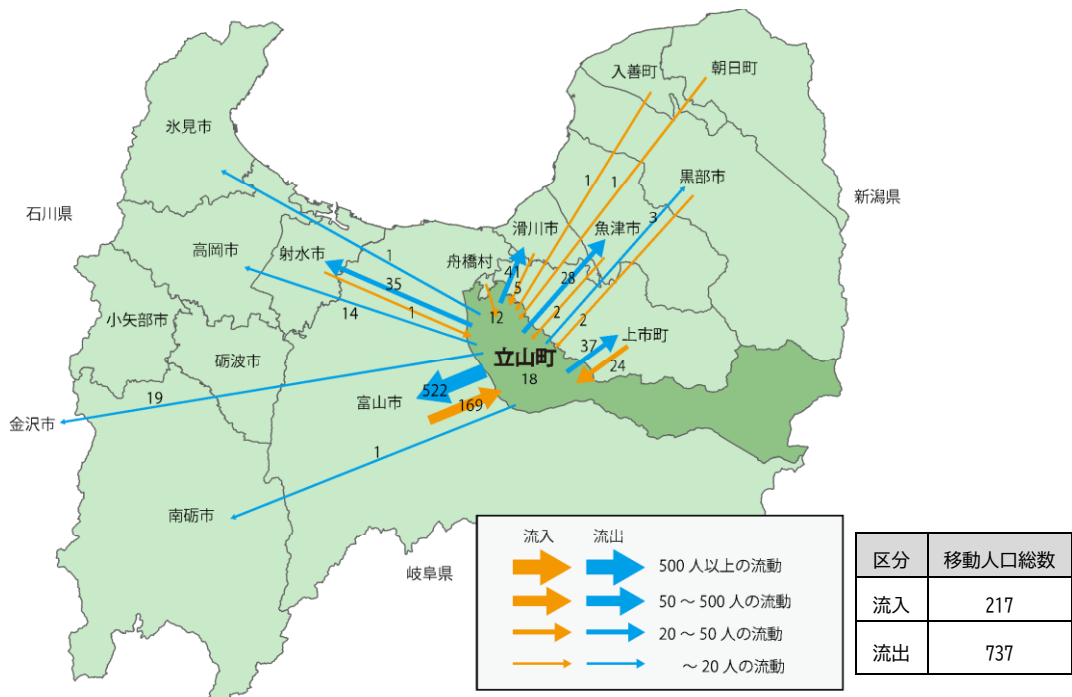 入善町
朝日町
氷見市
黒部市
1
1
新潟県
石川県
3
滑川市
魚津市
高岡市
射水市
1
舟橋村
41
28
35
5
小矢部市
14
1
12
2
2
上市町
砺波市
立山町
37
24
18
522
19
富山市
169
金沢市
1
南砺市
流入 流出
500 人以上の流動
50 ～ 500 人の流動
20 ～ 50 人の流動
～ 20 人の流動
岐阜県
区分 移動人口総数
流入 217
流出 737